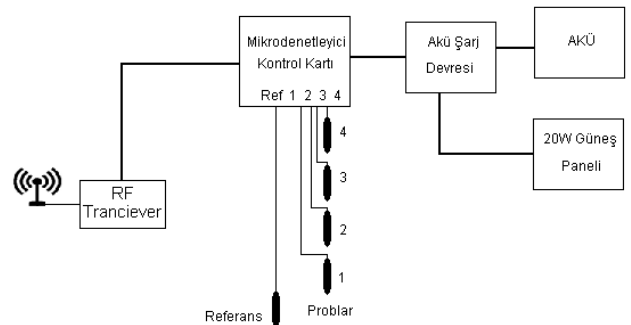 Mikrodenetleyici
Kontrol Kartı
Ref 1 2 3 4
Akü Şarj
Devresi
AKÜ
20W Güneş
Paneli
RF
Tranciever
4
3
2
1
Referans
Problar